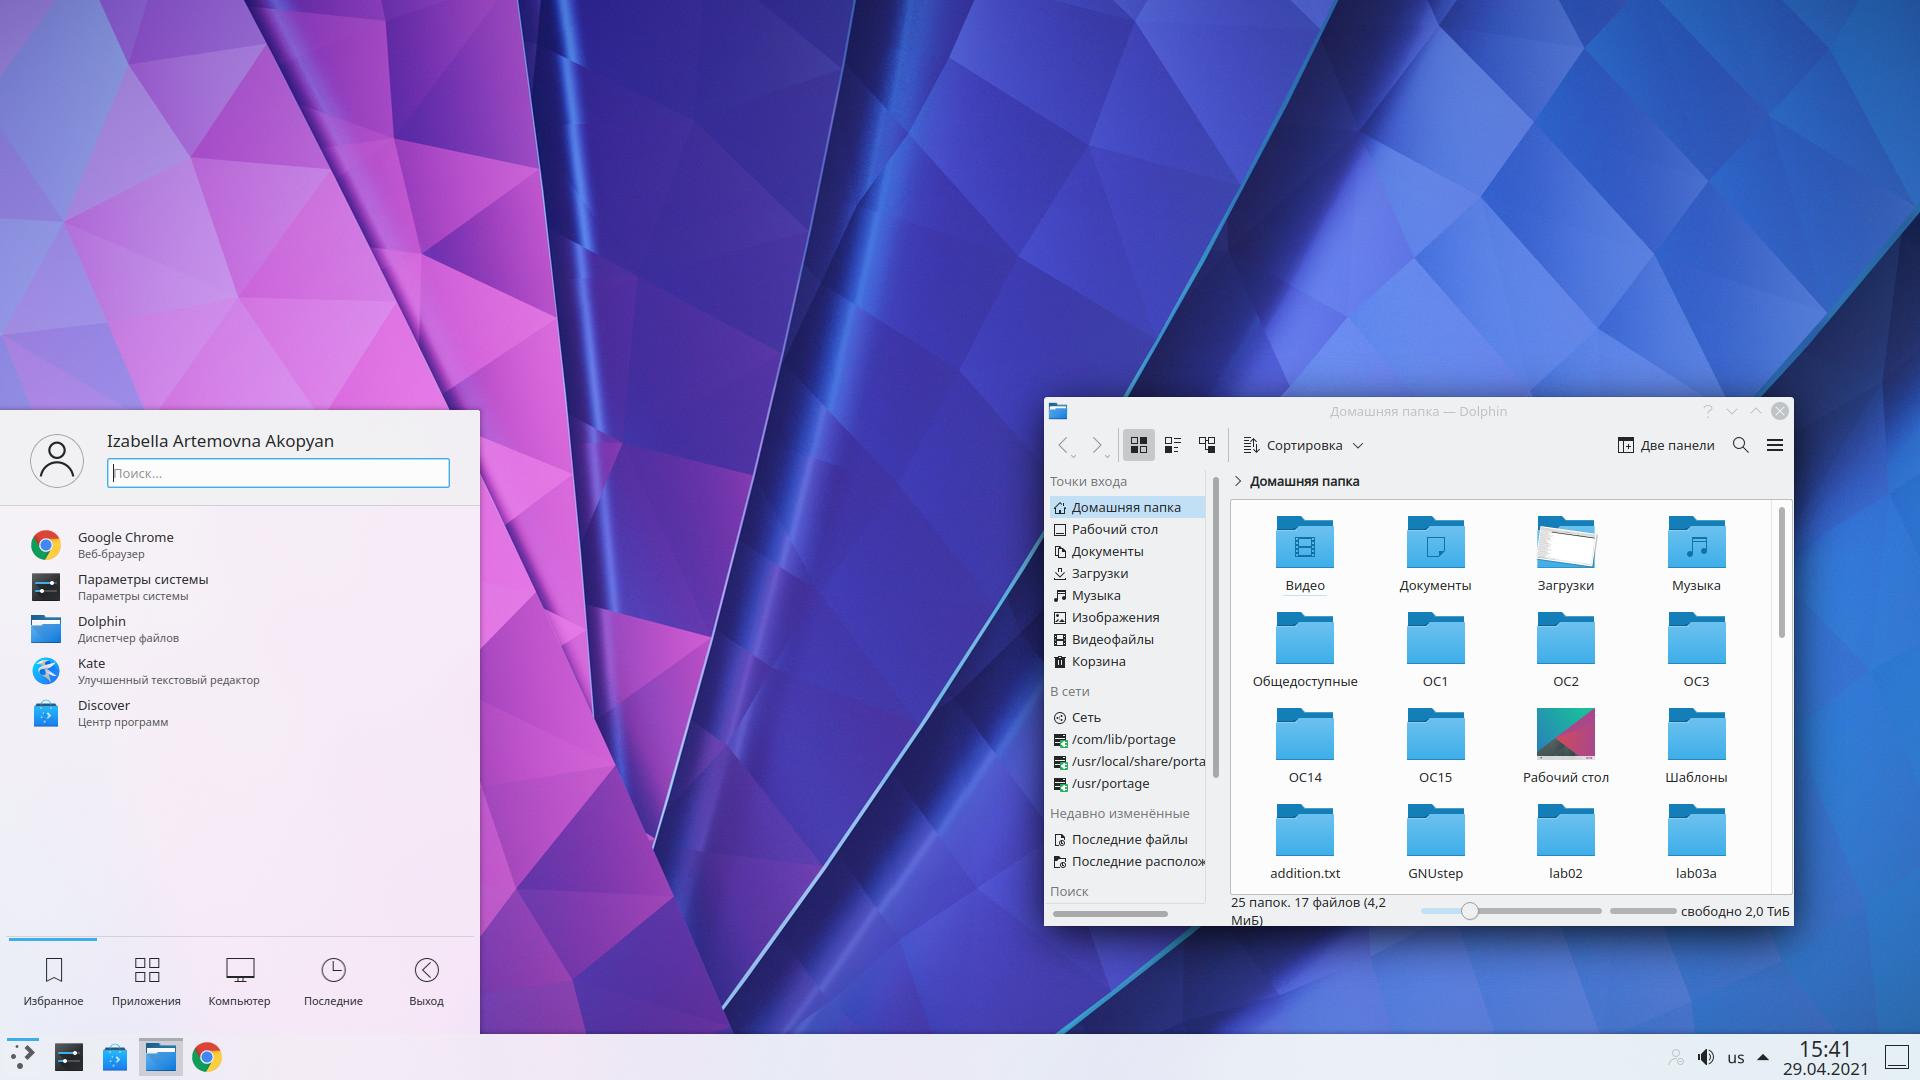 Izabella Artemovna Akopyan
Поиск...
Google Chrome
Веб-браузер
Параметры системы
Параметры системы
Dolphin
Диспетчер файлов
Kate
Улучшенный текстовый редактор
Discover
Центр программ
Избранное
Приложения
Компьютер
Последние
Выход
Домашняя папка — Dolphin
Сортировка
Две панели
Точки входа
Домашняя папка
Рабочий стол
Документы
Загрузки
Музыка
Изображения
Видеофайлы
Корзина
В сети
Сеть
/com/lib/portage
/usr/local/share/porta
/usr/portage
Недавно изменённые
Последние файлы
Последние располож
Поиск
Домашняя папка
Видео
Документы
Загрузки
Музыка
Общедоступные
ОС1
ОС2
ОС3
ОС14
ОС15
Рабочий стол
Шаблоны
addition.txt
GNUstep
lab02
lab03a
25 папок. 17 файлов (4,2
МиБ)
свободно 2,0 ТиБ
us
15:41
29.04.2021